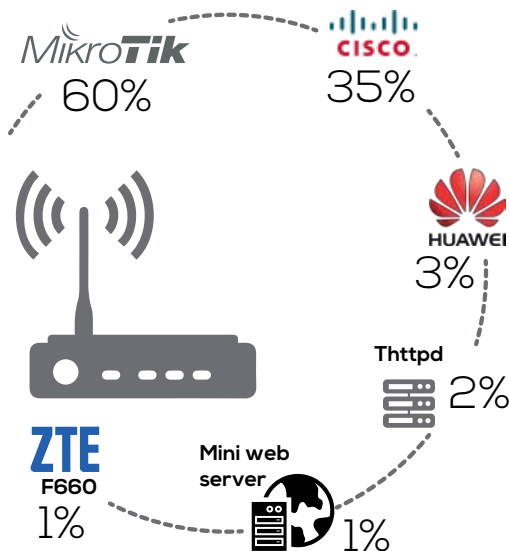 MikroTik
60%
CISCO
35%
HUAWEI
3%
Thttpd
2%
Mini web
server
1%
ZTE
F660
1%